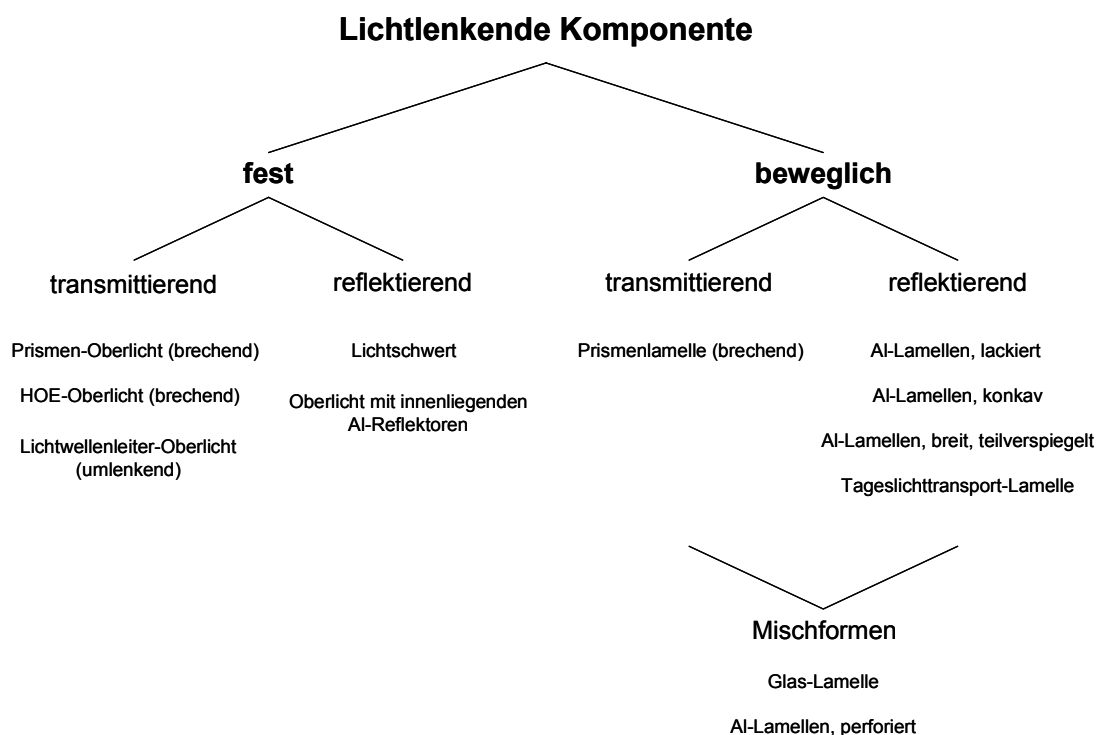 Lichtlenkende Komponente
fest
beweglich
transmittierend
reflektierend
transmittierend
reflektierend
Prismen-Oberlicht (brechend)
HOE-Oberlicht (brechend)
Lichtwellenleiter-Oberlicht
(umlenkend)
Lichtschwert
Oberlicht mit innenliegenden
Al-Reflektoren
Prismenlamelle (brechend)
Al-Lamellen, lackiert
Al-Lamellen, konkav
Al-Lamellen, breit, teilverspiegelt
Tageslichttransport-Lamelle
Mischformen
Glas-Lamelle
Al-Lamellen, perforiert